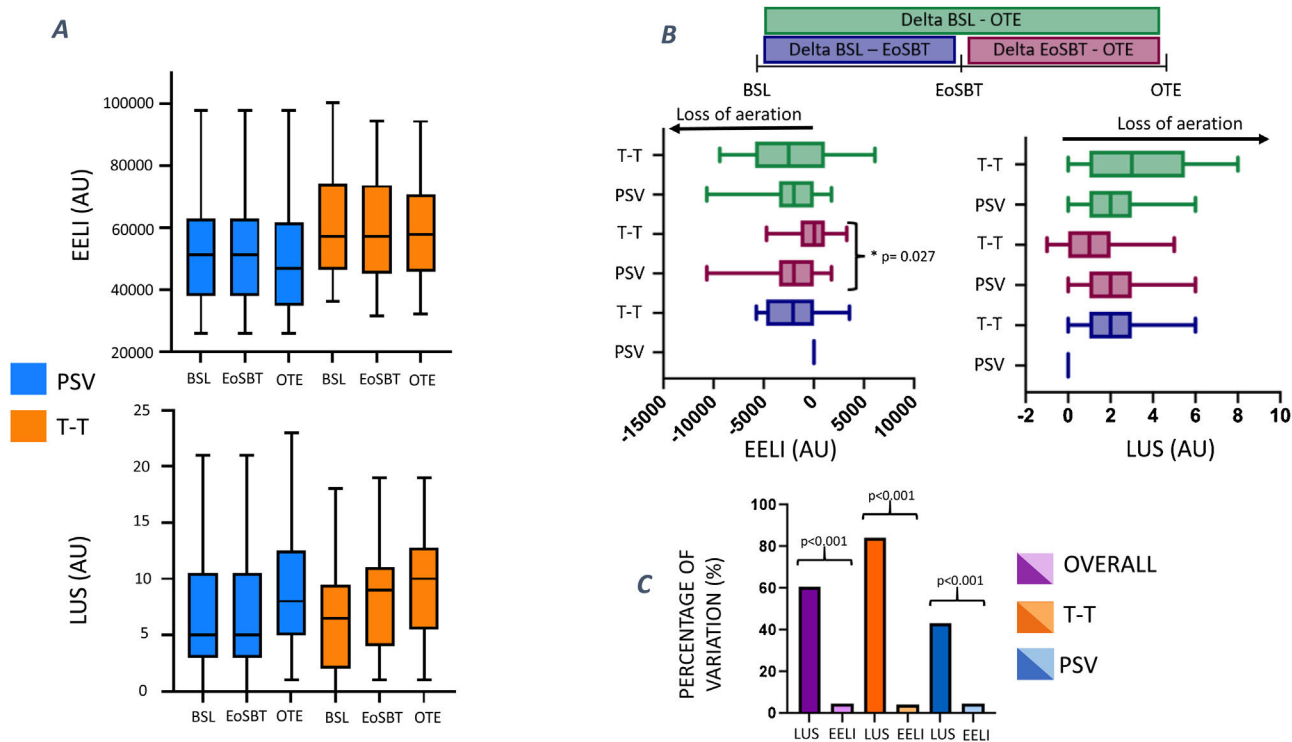 A
EELI (AU)
100000
80000
60000
40000
20000
BSL EoSBT OTE BSL EoSBT OTE
PSV
T-T
LUS (AU)
25
20
15
10
5
0
BSL EoSBT OTE BSL EoSBT OTE
B
Delta BSL - OTE
Delta BSL – EoSBT
Delta EoSBT - OTE
BSL EoSBT OTE
Loss of aeration
T-T
PSV
T-T
PSV
T-T
PSV
* p= 0.027
-15000 -10000 -5000 0 5000 10000
EELI (AU)
Loss of aeration
T-T
PSV
T-T
PSV
T-T
PSV
-2 0 2 4 6 8 10
LUS (AU)
C
PERCENTAGE OF
VARIATION (%)
100
80
60
40
20
0
p<0.001
p<0.001
p<0.001
LUS EELI LUS EELI LUS EELI
OVERALL
T-T
PSV